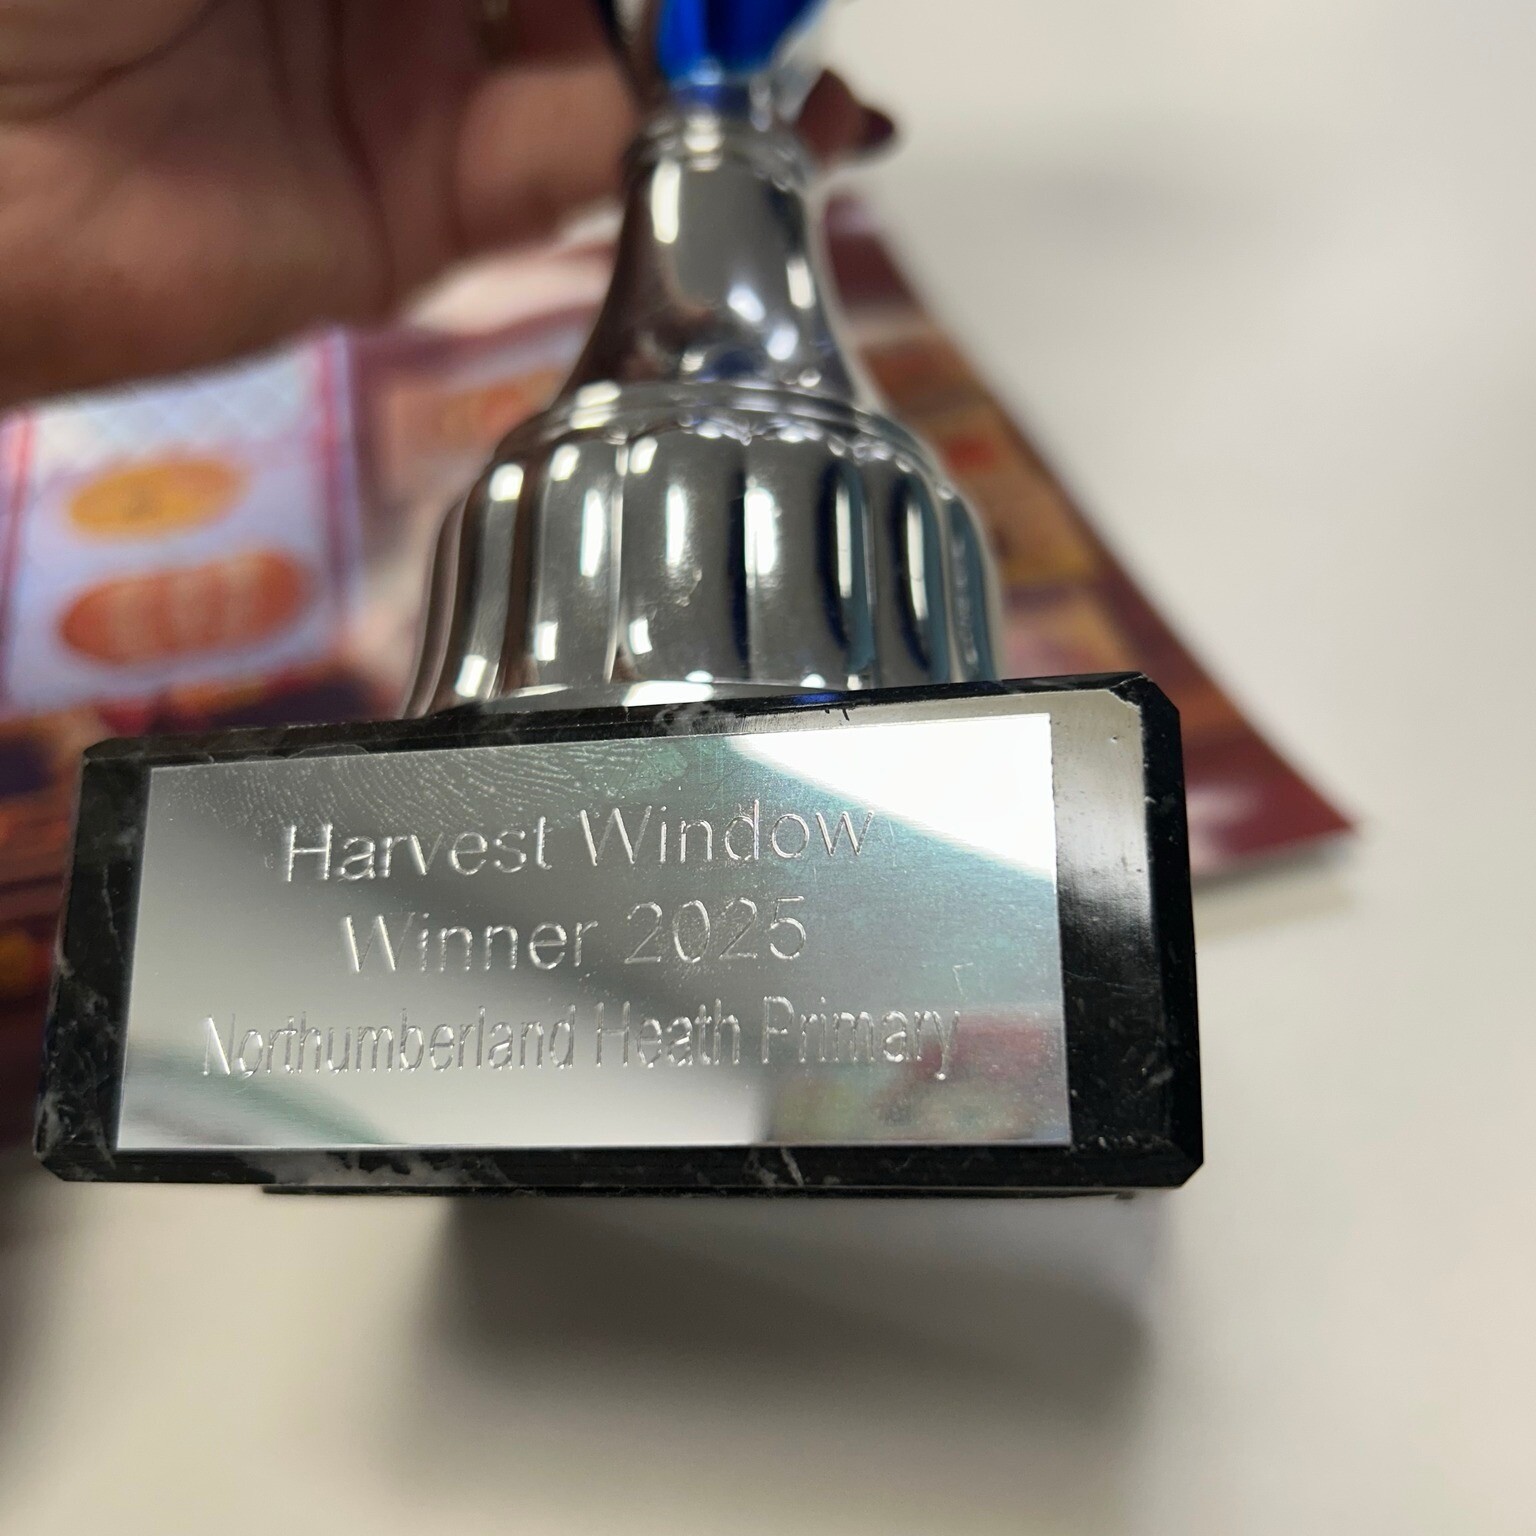 Harvest Window
Winner 2025
Northumberland Heath Primary